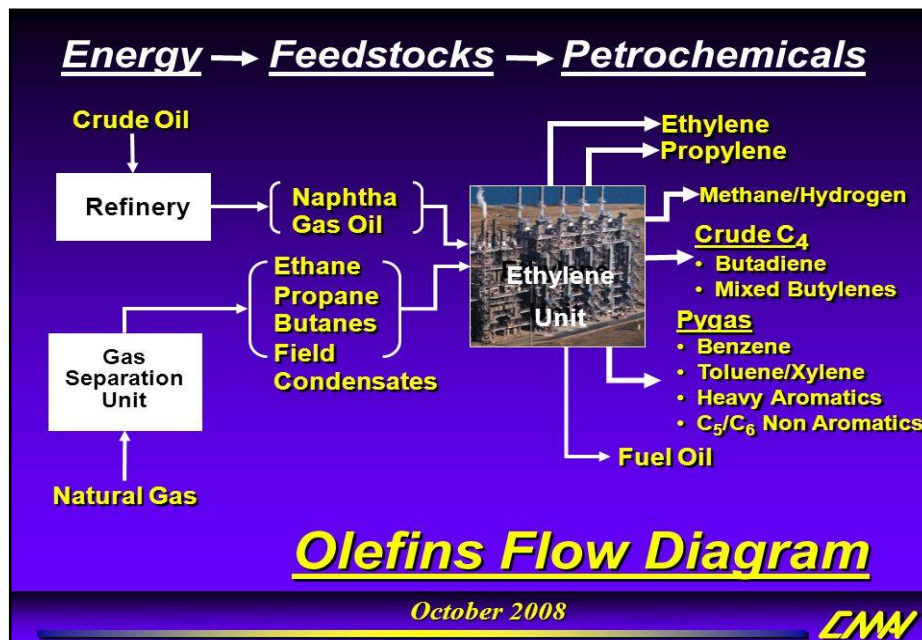 Energy → Feedstocks → Petrochemicals
Crude Oil
Refinery
Naphtha
Gas Oil
Ethane
Propane
Butanes
Field
Condensates
Gas
Separation
Unit
Natural Gas
Ethylene
Unit
Ethylene
Propylene
Methane/Hydrogen
Crude C₄
• Butadiene
• Mixed Butylenes
Pygas
• Benzene
• Toluene/Xylene
• Heavy Aromatics
• C₅/C₆ Non Aromatics
Fuel Oil
Olefins Flow Diagram
October 2008
CMAI